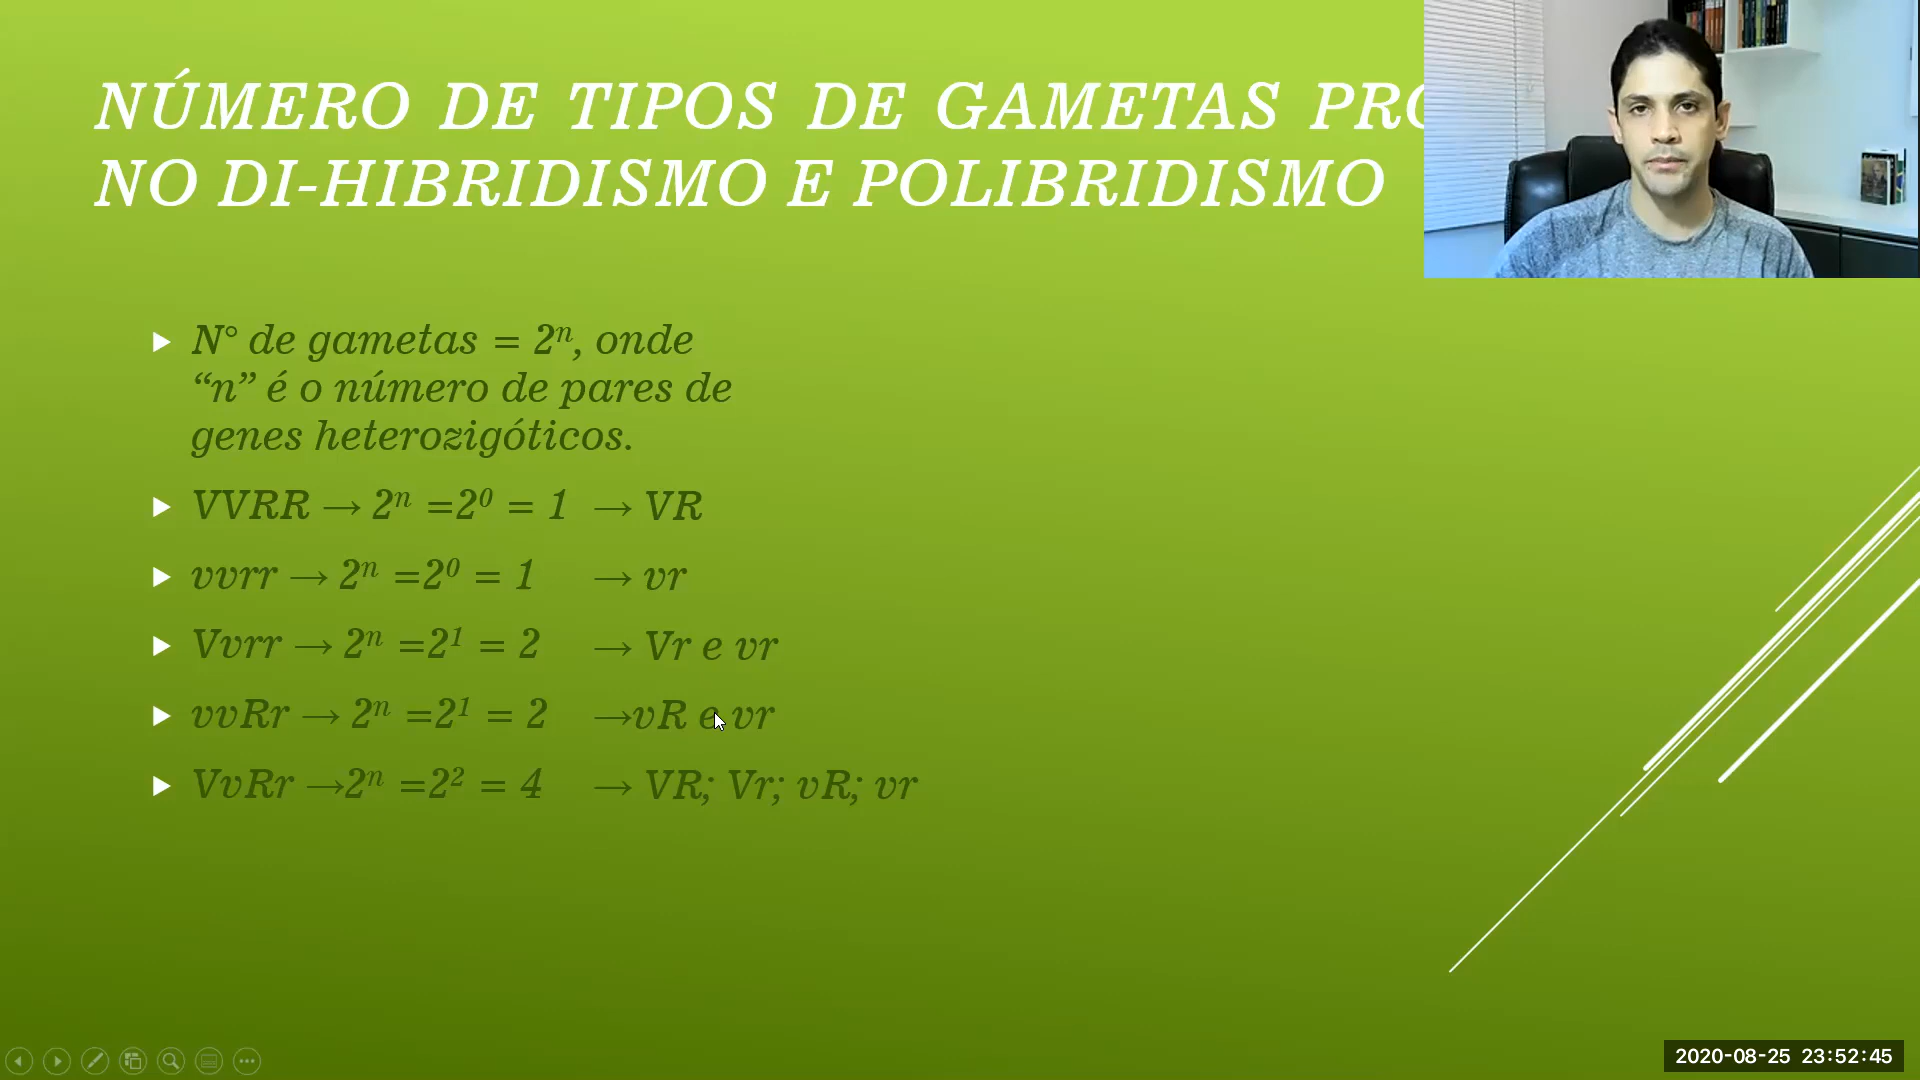 NÚMERO DE TIPOS DE GAMETAS
NO DI-HIBRIDISMO E POLIBRIDISMO
N° de gametas = 2ⁿ, onde
“n” é o número de pares de
genes heterozigóticos.
VVRR → 2ⁿ =2⁰ = 1 → VR
vvrr → 2ⁿ =2⁰ = 1 → vr
Vvrr → 2ⁿ =2¹ = 2 → Vr e vr
vvRr → 2ⁿ =2¹ = 2 →vR e vr
VvRr →2ⁿ =2² = 4 → VR; Vr; vR; vr
2020-08-25 23:52:45